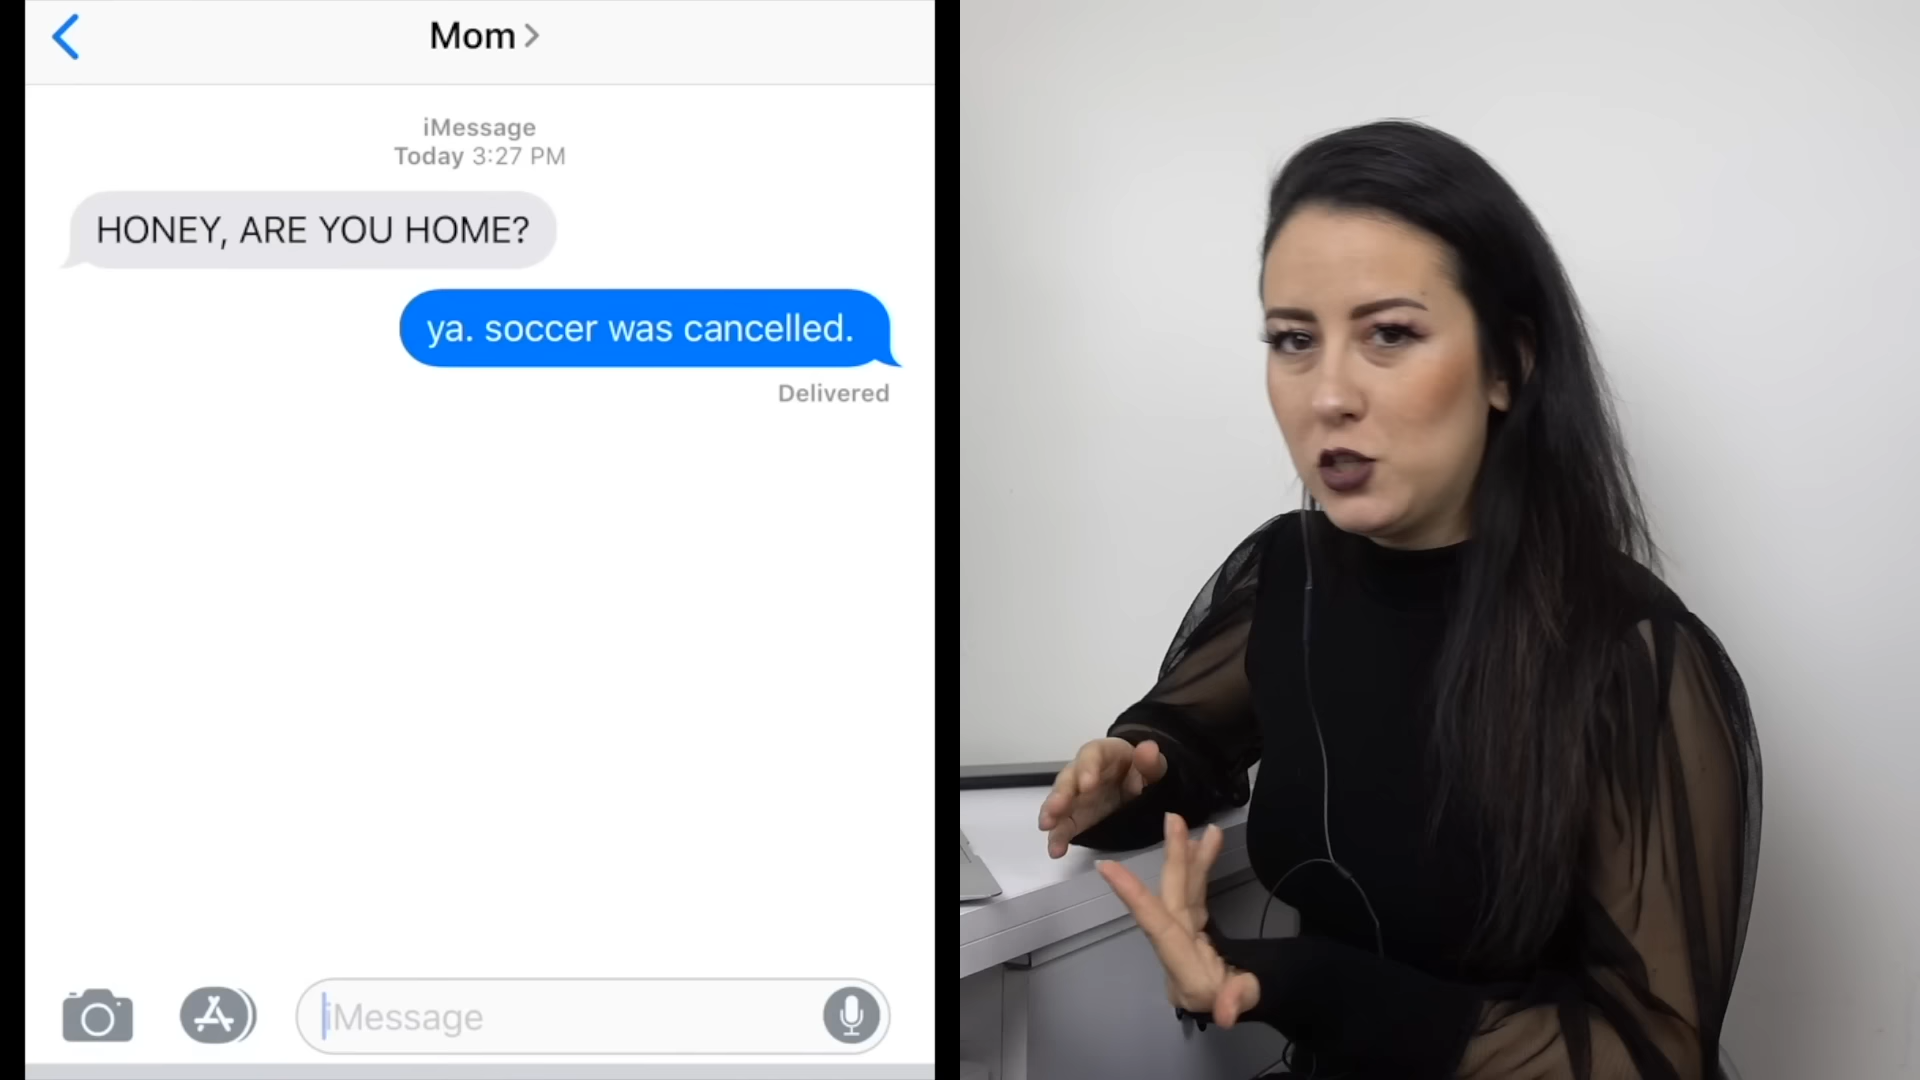 Mom
iMessage
Today 3:27 PM
HONEY, ARE YOU HOME?
ya. soccer was cancelled.
Delivered
iMessage